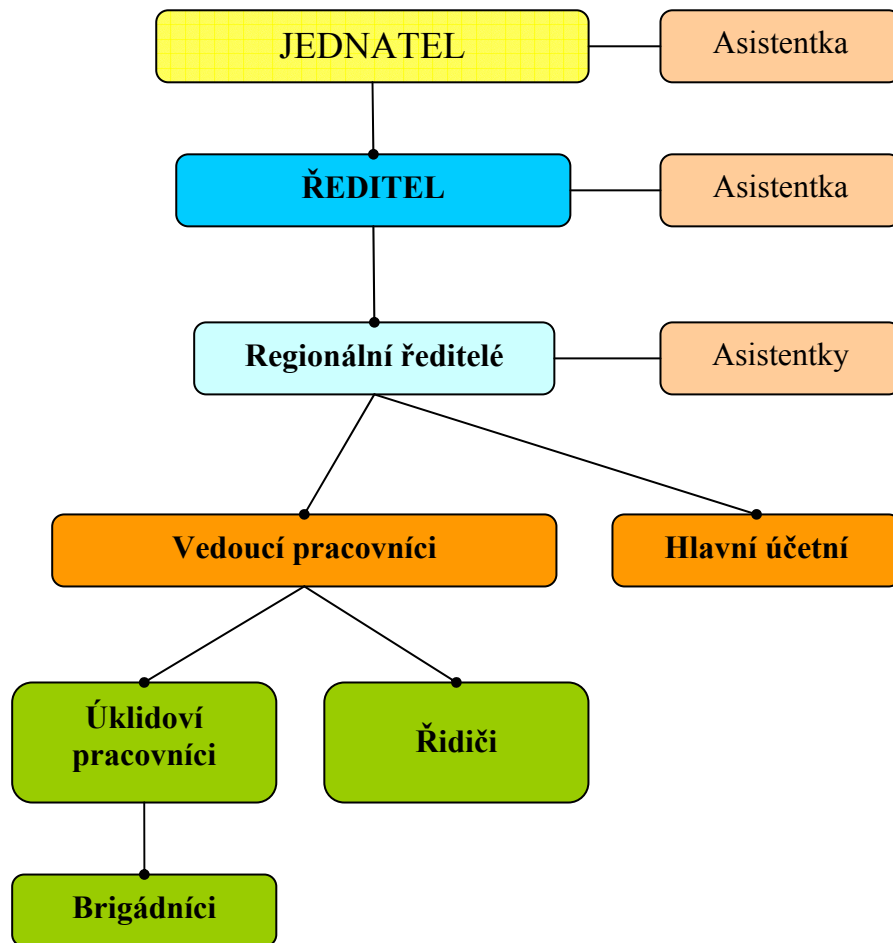 JEDNATEL
Asistentka
ŘEDITEL
Asistentka
Regionální ředitelé
Asistentky
Vedoucí pracovníci
Hlavní účetní
Úklidoví
pracovníci
Řidiči
Brigádníci